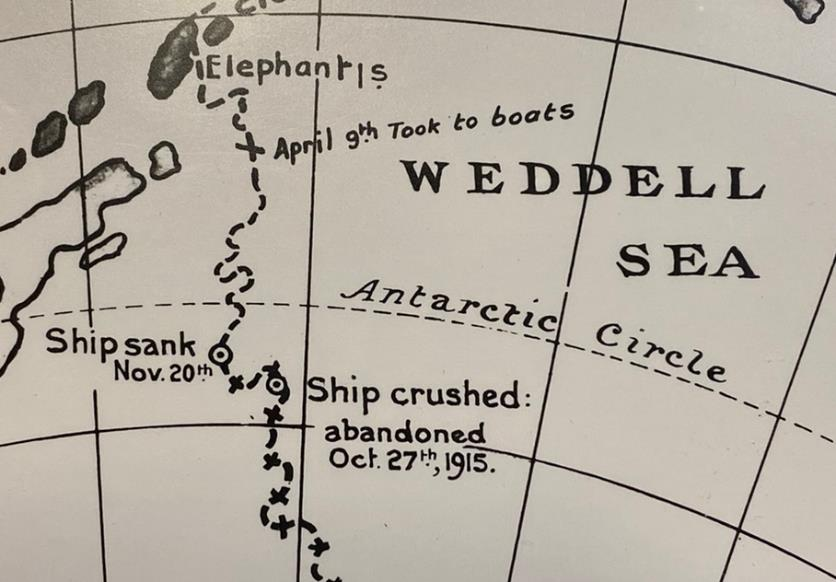 Elephant Is
April 9th Took to boats
WEDDELL
SEA
Antarctic Circle
Ship sank
Nov. 20th
Ship crushed:
abandoned
Oct. 27th, 1915.